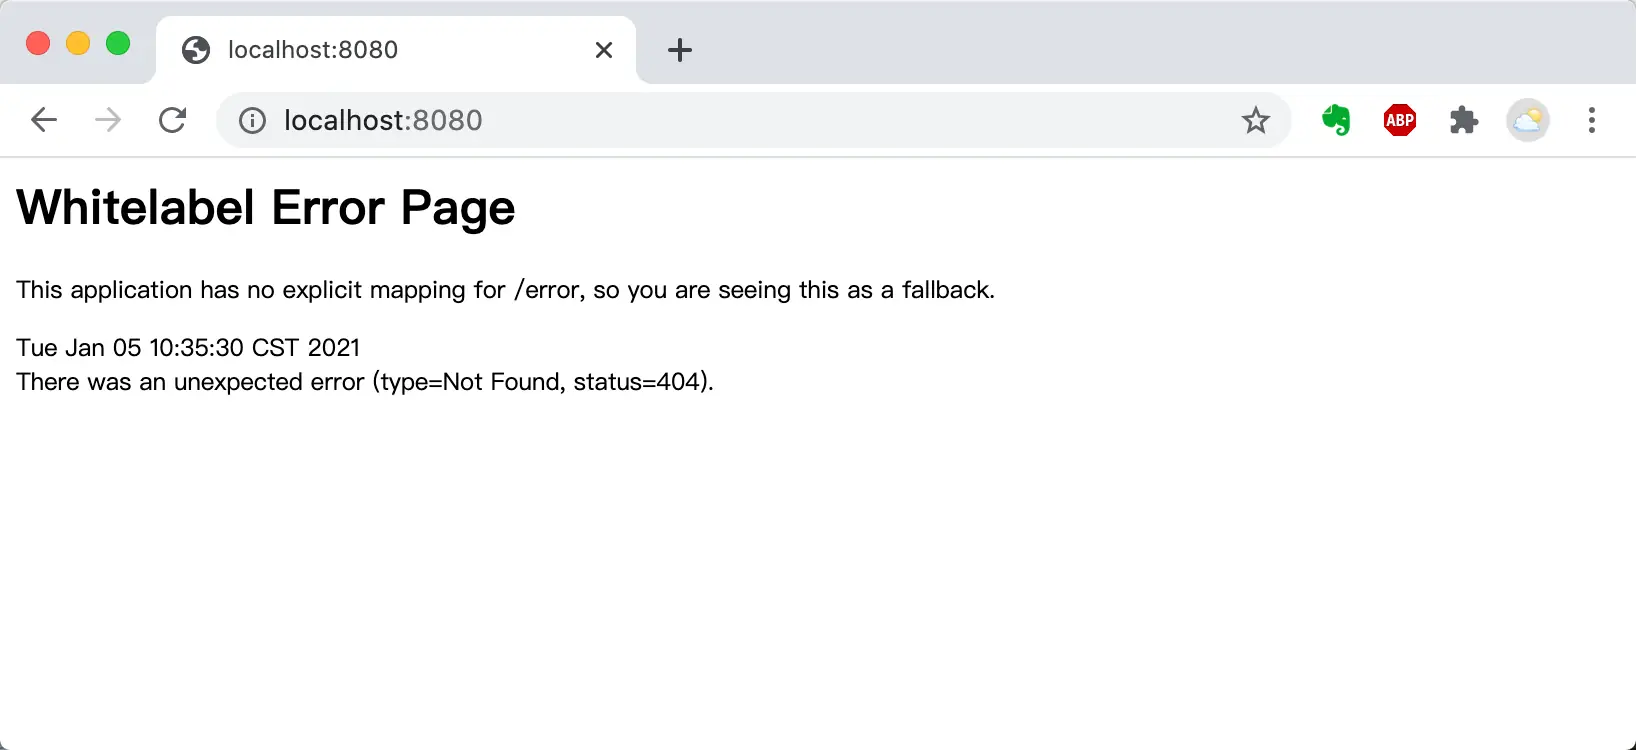 localhost:8080
localhost:8080
ABP
Whitelabel Error Page
This application has no explicit mapping for /error, so you are seeing this as a fallback.
Tue Jan 05 10:35:30 CST 2021
There was an unexpected error (type=Not Found, status=404).